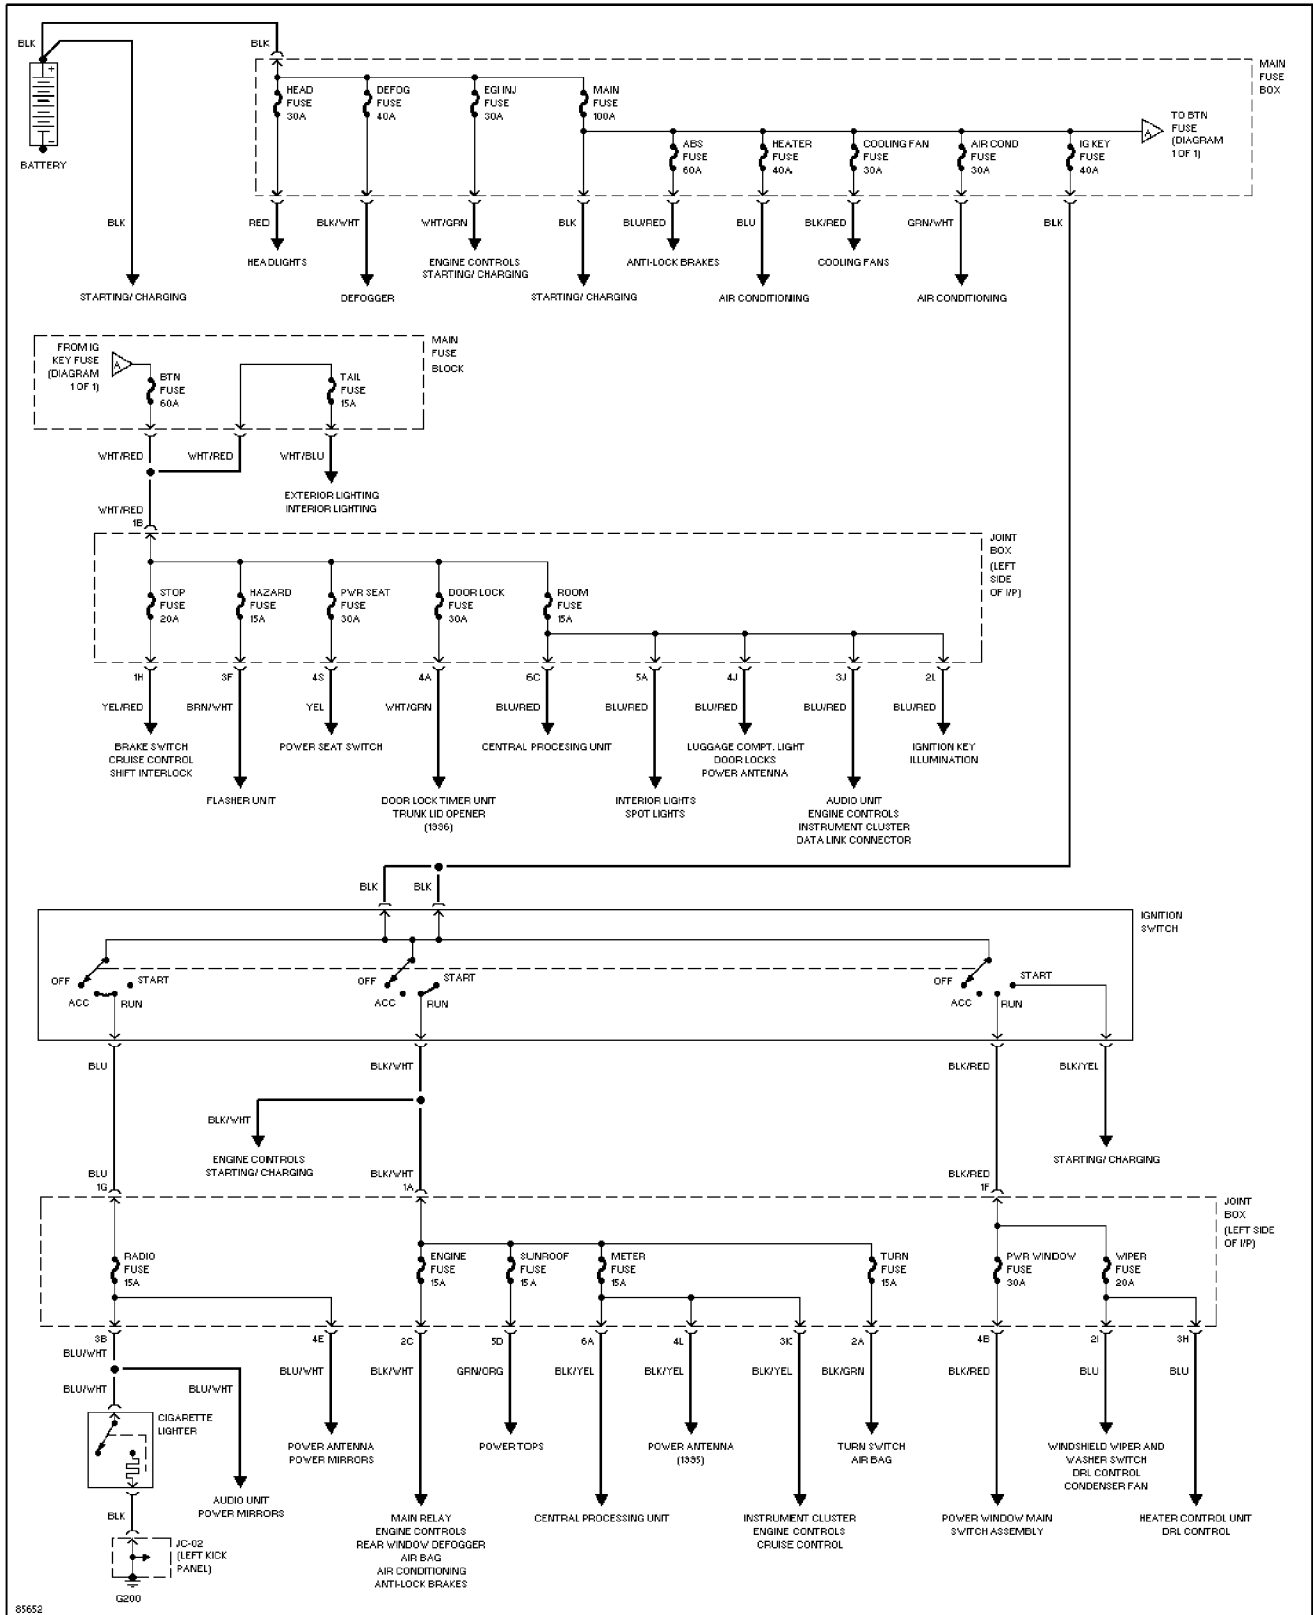 BLK
BLK
MAIN
FUSE
BOX
HEAD
FUSE
30A
DEFOG
FUSE
40A
EGI INJ
FUSE
30A
MAIN
FUSE
100A
+
-
BATTERY
ABS
FUSE
60A
HEATER
FUSE
40A
COOLING FAN
FUSE
30A
AIR COND
FUSE
30A
IG KEY
FUSE
40A
A
TO BTN
FUSE
(DIAGRAM
1 OF 1)
BLK
RED
BLK/WHT
WHT/GRN
BLK
BLU/RED
BLU
BLK/RED
GRN/WHT
BLK
HEADLIGHTS
ENGINE CONTROLS
STARTING/ CHARGING
ANTI-LOCK BRAKES
COOLING FANS
STARTING/ CHARGING
DEFOGGER
STARTING/ CHARGING
AIR CONDITIONING
AIR CONDITIONING
FROM IG
KEY FUSE
(DIAGRAM
1 OF 1)
A
BTN
FUSE
60A
TAIL
FUSE
15A
MAIN
FUSE
BLOCK
WHT/RED
WHT/RED
WHT/BLU
EXTERIOR LIGHTING
INTERIOR LIGHTING
WHT/RED
1B
JOINT
BOX
(LEFT
SIDE
OF I/P)
STOP
FUSE
20A
HAZARD
FUSE
15A
PWR SEAT
FUSE
30A
DOOR LOCK
FUSE
30A
ROOM
FUSE
15A
1H
3F
4S
4A
6C
5A
4J
3J
2L
YEL/RED
BRN/WHT
YEL
WHT/GRN
BLU/RED
BLU/RED
BLU/RED
BLU/RED
BLU/RED
BRAKE SWITCH
CRUISE CONTROL
SHIFT INTERLOCK
POWER SEAT SWITCH
CENTRAL PROCESING UNIT
LUGGAGE COMPT. LIGHT
DOOR LOCKS
POWER ANTENNA
IGNITION KEY
ILLUMINATION
FLASHER UNIT
DOOR LOCK TIMER UNIT
TRUNK LID OPENER
(1996)
INTERIOR LIGHTS
SPOT LIGHTS
AUDIO UNIT
ENGINE CONTROLS
INSTRUMENT CLUSTER
DATA LINK CONNECTOR
BLK
BLK
IGNITION
SWITCH
OFF
ACC
RUN
START
OFF
ACC
RUN
START
OFF
ACC
RUN
START
BLU
BLK/WHT
BLK/RED
BLK/YEL
BLK/WHT
ENGINE CONTROLS
STARTING/ CHARGING
STARTING/ CHARGING
BLU
1G
BLK/WHT
1A
BLK/RED
1F
JOINT
BOX
(LEFT SIDE
OF I/P)
RADIO
FUSE
15A
ENGINE
FUSE
15A
SUNROOF
FUSE
15A
METER
FUSE
15A
TURN
FUSE
15A
PWR WINDOW
FUSE
30A
WIPER
FUSE
20A
3B
4E
2C
5D
6A
4L
3K
2A
4B
2I
3H
BLU/WHT
BLU/WHT
BLU/WHT
BLU/WHT
BLK/WHT
GRN/ORG
BLK/YEL
BLK/YEL
BLK/YEL
BLK/GRN
BLK/RED
BLU
BLU
CIGARETTE
LIGHTER
POWER ANTENNA
POWER MIRRORS
POWER TOPS
POWER ANTENNA
(1995)
TURN SWITCH
AIR BAG
WINDSHIELD WIPER AND
WASHER SWITCH
DRL CONTROL
CONDENSER FAN
AUDIO UNIT
POWER MIRRORS
MAIN RELAY
ENGINE CONTROLS
REAR WINDOW DEFOGGER
AIR BAG
AIR CONDITIONING
ANTI-LOCK BRAKES
CENTRAL PROCESSING UNIT
INSTRUMENT CLUSTER
ENGINE CONTROLS
CRUISE CONTROL
POWER WINDOW MAIN
SWITCH ASSEMBLY
HEATER CONTROL UNIT
DRL CONTROL
BLK
JC-02
(LEFT KICK
PANEL)
G200
85652